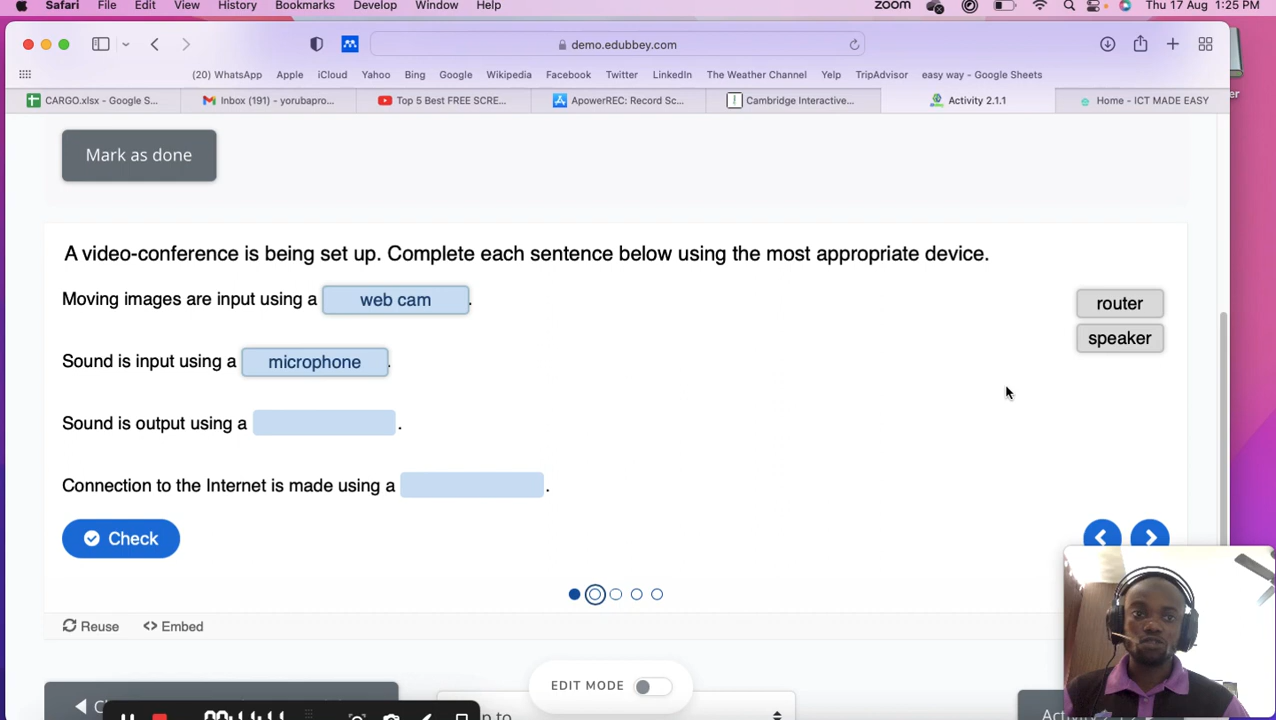 Safari File Edit View History Bookmarks Develop Window Help zoom Thu 17 Aug 1:25 PM
demo.edubbey.com
(20) WhatsApp Apple iCloud Yahoo Bing Google Wikipedia Facebook Twitter LinkedIn The Weather Channel Yelp TripAdvisor easy way - Google Sheets
CARGO.xlsx - Google S... Inbox (191) - yorubapro... Top 5 Best FREE SCRE... ApowerREC: Record Sc... Cambridge Interactive... Activity 2.1.1 Home - ICT MADE EASY
Mark as done
A video-conference is being set up. Complete each sentence below using the most appropriate device.
Moving images are input using a web cam .
router
speaker
Sound is input using a microphone .
Sound is output using a .
Connection to the Internet is made using a .
Check
Reuse Embed
EDIT MODE